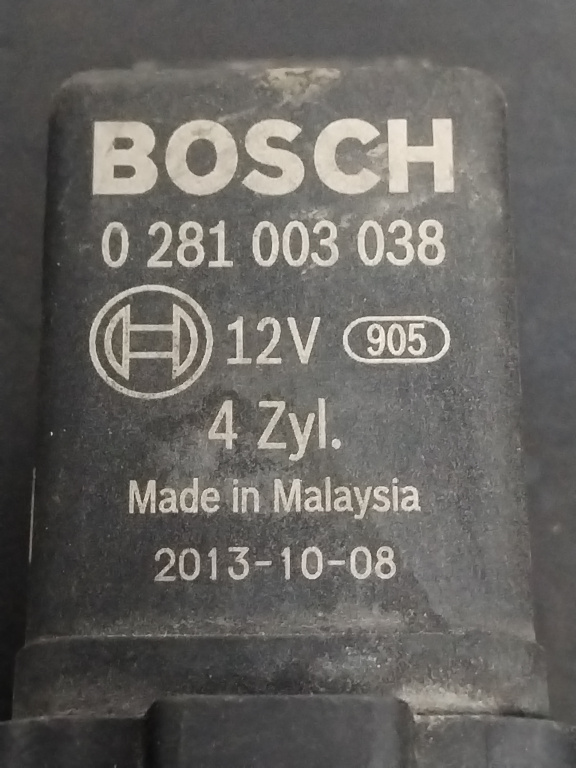 BOSCH
0 281 003 038
12V 905
4 Zyl.
Made in Malaysia
2013-10-08